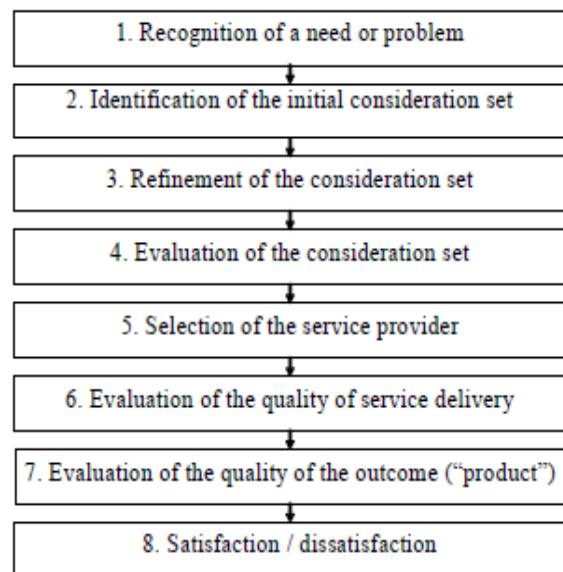 1. Recognition of a need or problem
2. Identification of the initial consideration set
3. Refinement of the consideration set
4. Evaluation of the consideration set
5. Selection of the service provider
6. Evaluation of the quality of service delivery
7. Evaluation of the quality of the outcome (“product”)
8. Satisfaction / dissatisfaction